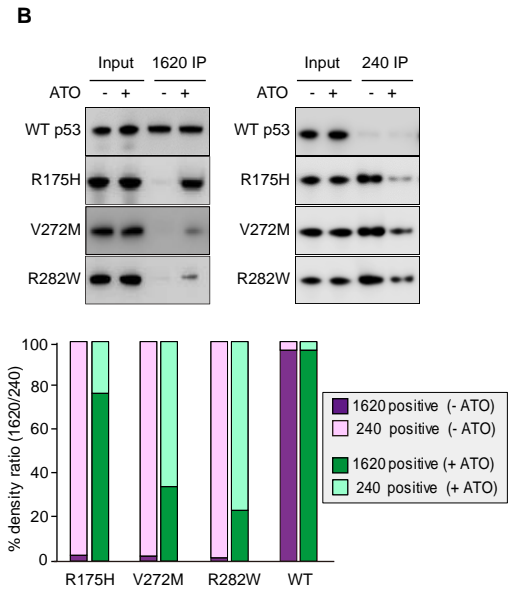 B
Input 1620 IP
ATO - + - +
WT p53
R175H
V272M
R282W
Input 240 IP
ATO - + - +
WT p53
R175H
V272M
R282W
% density ratio (1620/240)
100
80
60
40
20
0
R175H V272M R282W WT
1620 positive (- ATO)
240 positive (- ATO)
1620 positive (+ ATO)
240 positive (+ ATO)